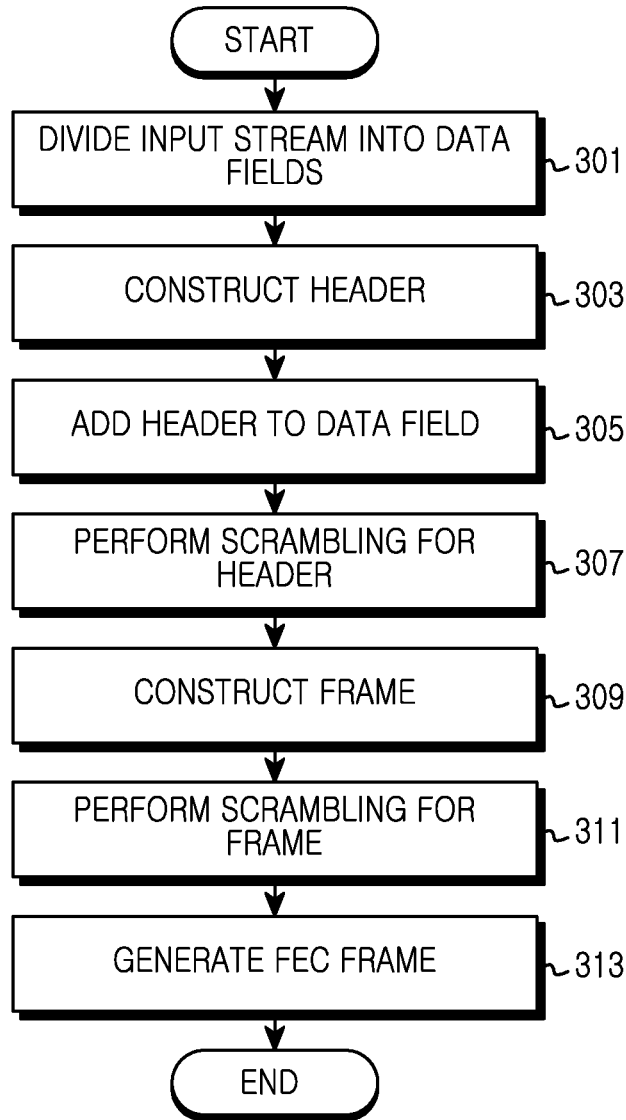 START
DIVIDE INPUT STREAM INTO DATA
FIELDS
301
CONSTRUCT HEADER
303
ADD HEADER TO DATA FIELD
305
PERFORM SCRAMBLING FOR
HEADER
307
CONSTRUCT FRAME
309
PERFORM SCRAMBLING FOR
FRAME
311
GENERATE FEC FRAME
313
END